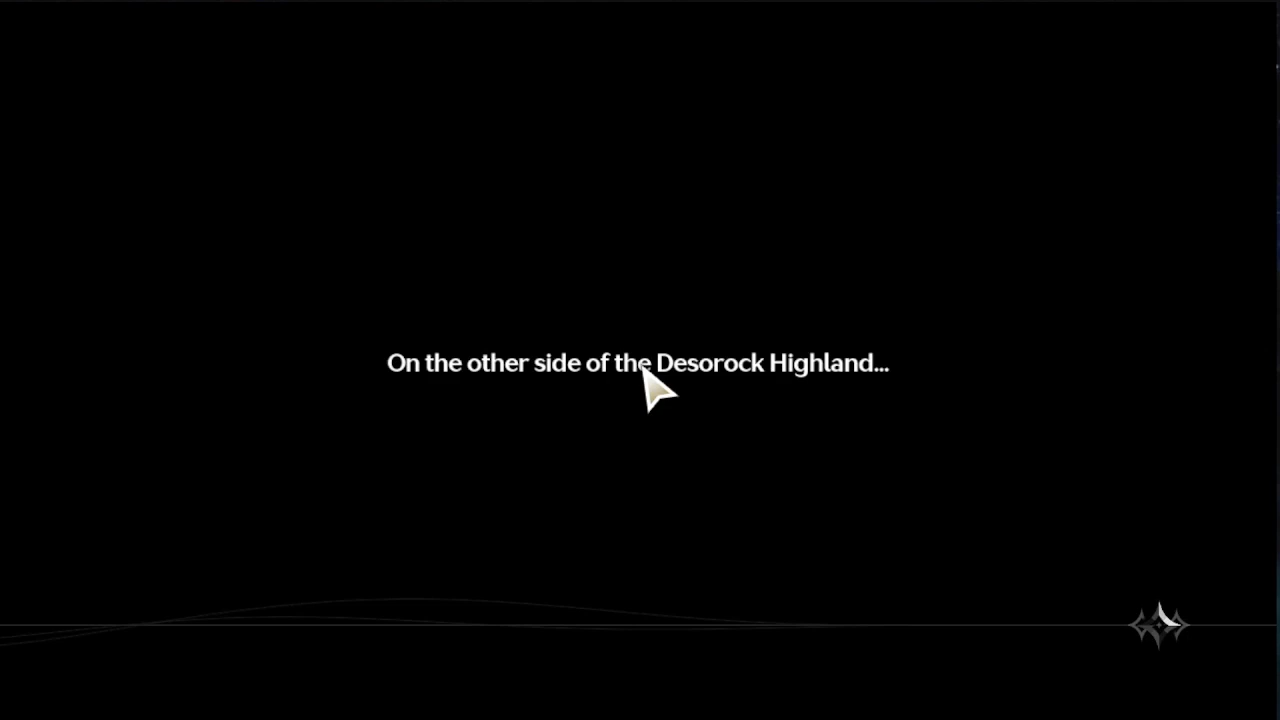 On the other side of the Desorock Highland...